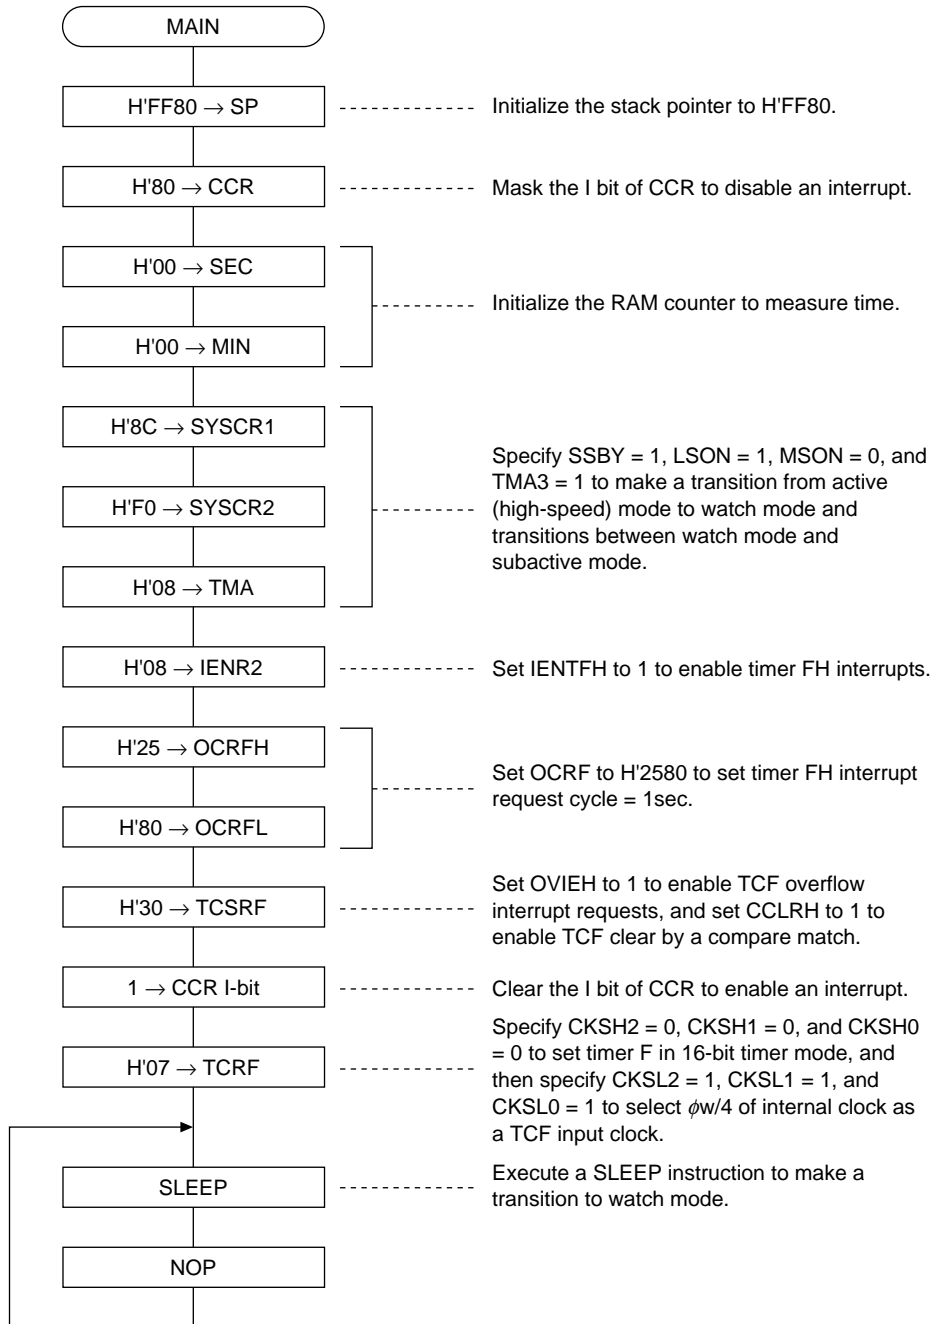 MAIN
H'FF80 → SP
Initialize the stack pointer to H'FF80.
H'80 → CCR
Mask the I bit of CCR to disable an interrupt.
H'00 → SEC
H'00 → MIN
Initialize the RAM counter to measure time.
H'8C → SYSCR1
H'F0 → SYSCR2
H'08 → TMA
Specify SSBY = 1, LSON = 1, MSON = 0, and
TMA3 = 1 to make a transition from active
(high-speed) mode to watch mode and
transitions between watch mode and
subactive mode.
H'08 → IENR2
Set IENTFH to 1 to enable timer FH interrupts.
H'25 → OCRFH
H'80 → OCRFL
Set OCRF to H'2580 to set timer FH interrupt
request cycle = 1sec.
H'30 → TCSRF
Set OVIEH to 1 to enable TCF overflow
interrupt requests, and set CCLRH to 1 to
enable TCF clear by a compare match.
1 → CCR I-bit
Clear the I bit of CCR to enable an interrupt.
H'07 → TCRF
Specify CKSH2 = 0, CKSH1 = 0, and CKSH0
= 0 to set timer F in 16-bit timer mode, and
then specify CKSL2 = 1, CKSL1 = 1, and
CKSL0 = 1 to select ϕw/4 of internal clock as
a TCF input clock.
SLEEP
Execute a SLEEP instruction to make a
transition to watch mode.
NOP